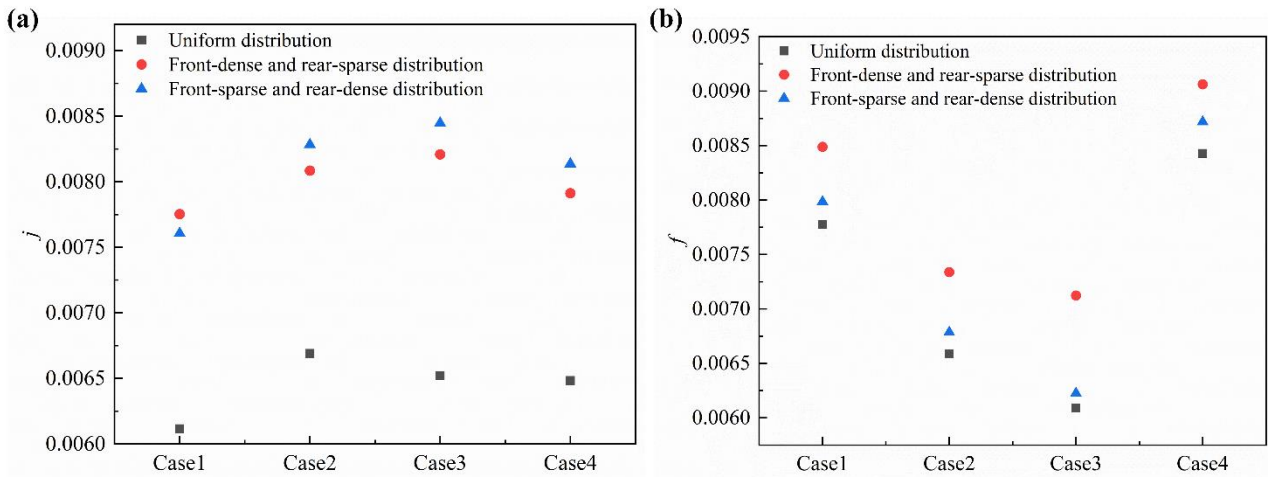 (a)
Uniform distribution
Front-dense and rear-sparse distribution
Front-sparse and rear-dense distribution
0.0090
0.0085
0.0080
0.0075
0.0070
0.0065
0.0060
j
Case1 Case2 Case3 Case4
(b)
Uniform distribution
Front-dense and rear-sparse distribution
Front-sparse and rear-dense distribution
0.0095
0.0090
0.0085
0.0080
0.0075
0.0070
0.0065
0.0060
f
Case1 Case2 Case3 Case4